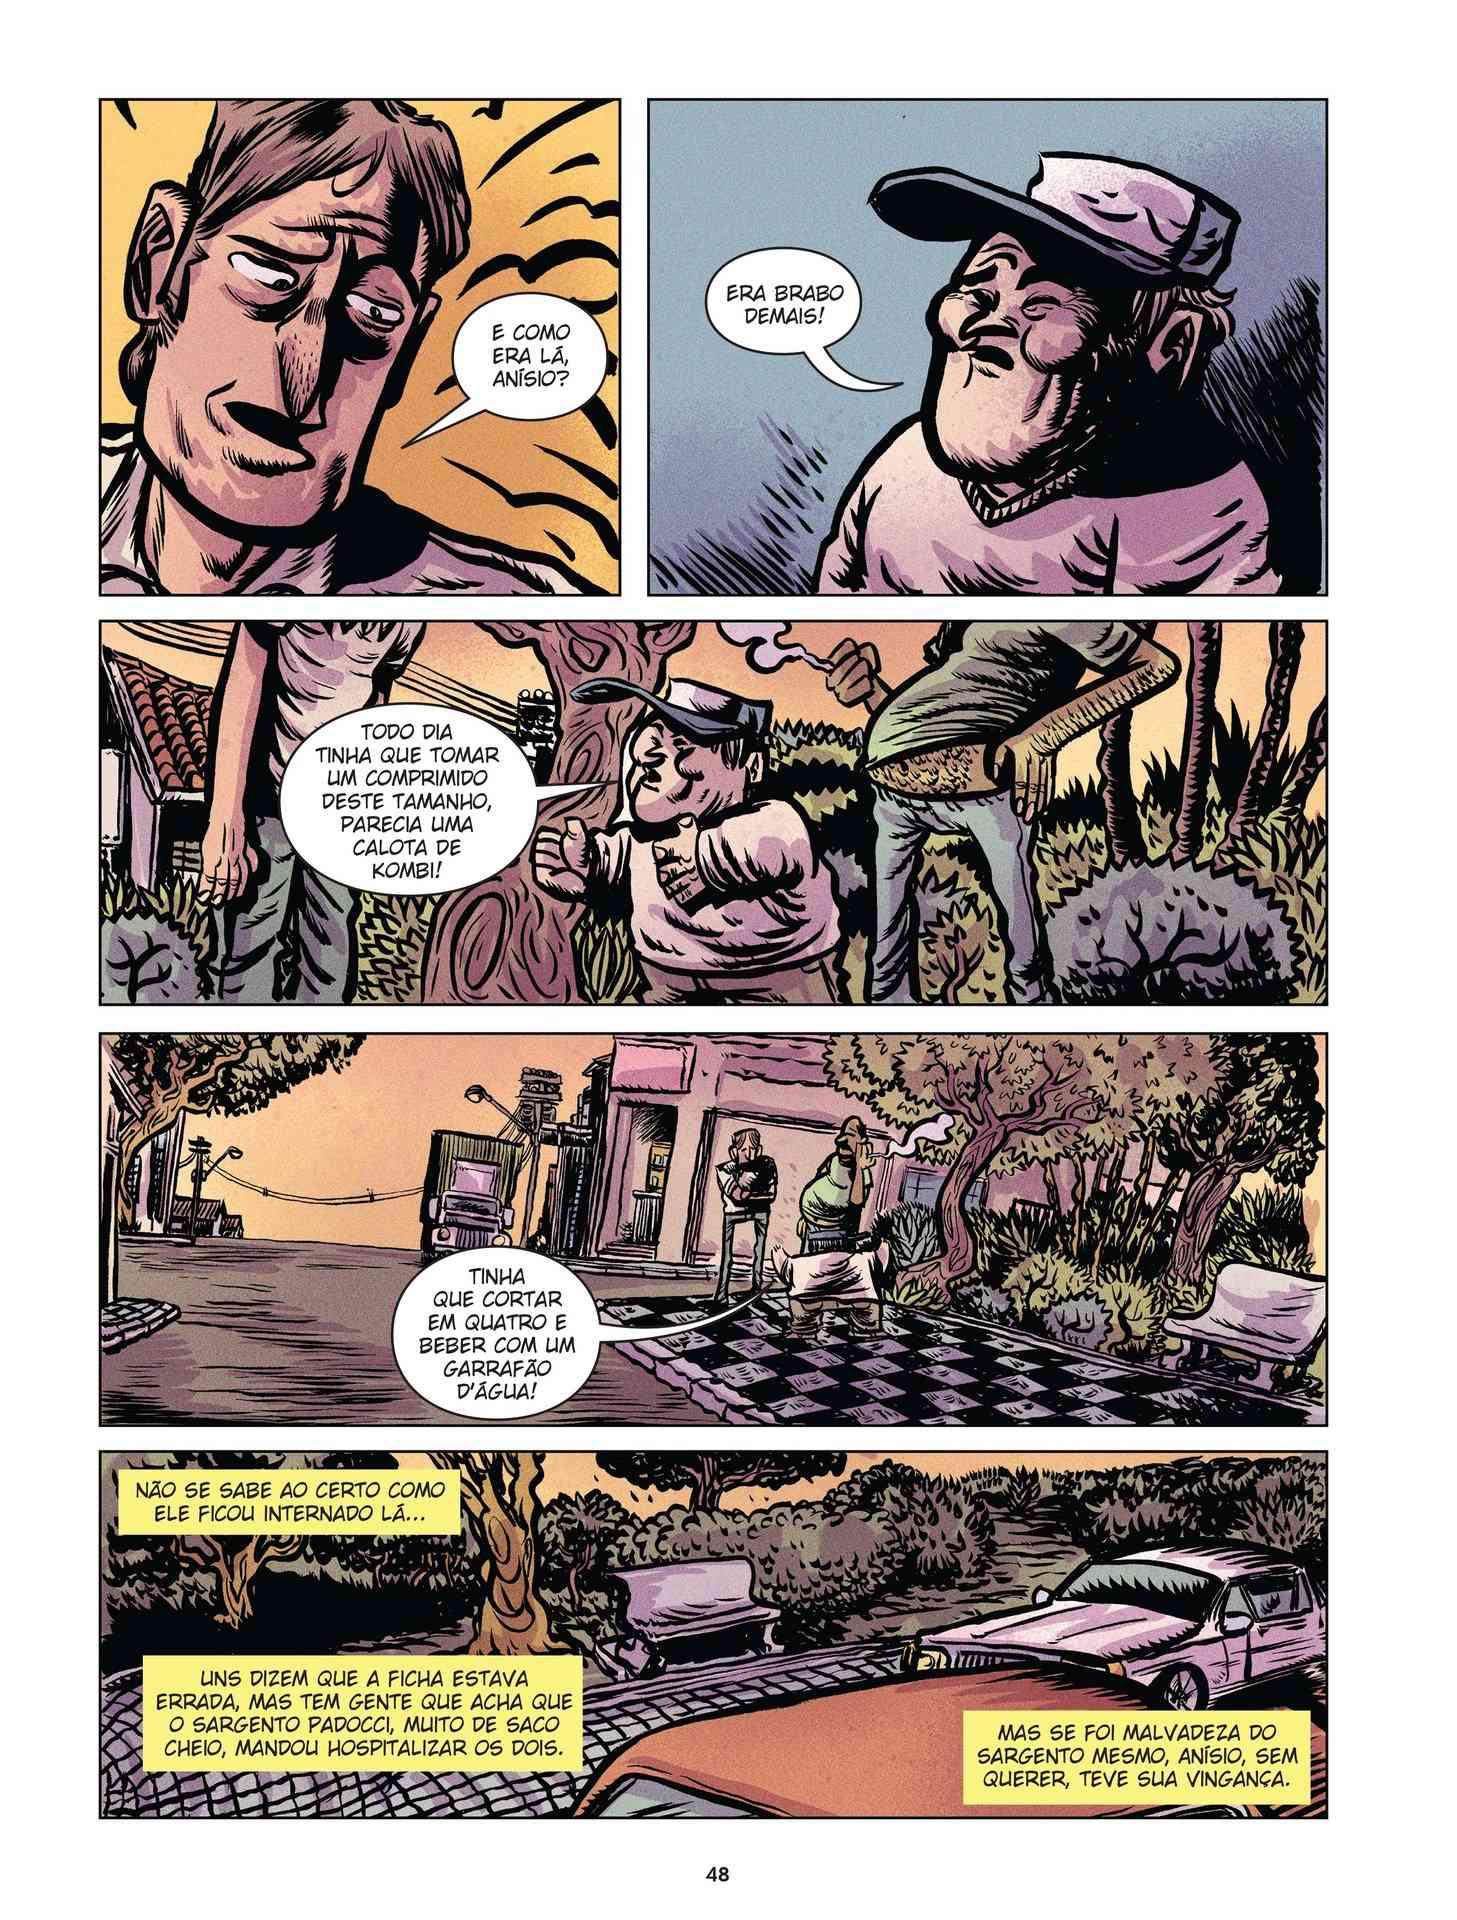 E COMO
ERA LÁ,
ANÍSIO?
ERA BRABO
DEMAIS!
TODO DIA
TINHA QUE TOMAR
UM COMPRIMIDO
DESTE TAMANHO,
PARECIA UMA
CALOTA DE
KOMBI!
TINHA
QUE CORTAR
EM QUATRO E
BEBER COM UM
GARRAFÃO
D'ÁGUA!
NÃO SE SABE AO CERTO COMO
ELE FICOU INTERNADO LÁ...
UNS DIZEM QUE A FICHA ESTAVA
ERRADA, MAS TEM GENTE QUE ACHA QUE
O SARGENTO PADOCCI, MUITO DE SACO
CHEIO, MANDOU HOSPITALIZAR OS DOIS.
MAS SE FOI MALVADEZA DO
SARGENTO MESMO, ANÍSIO, SEM
QUERER, TEVE SUA VINGANÇA.
48